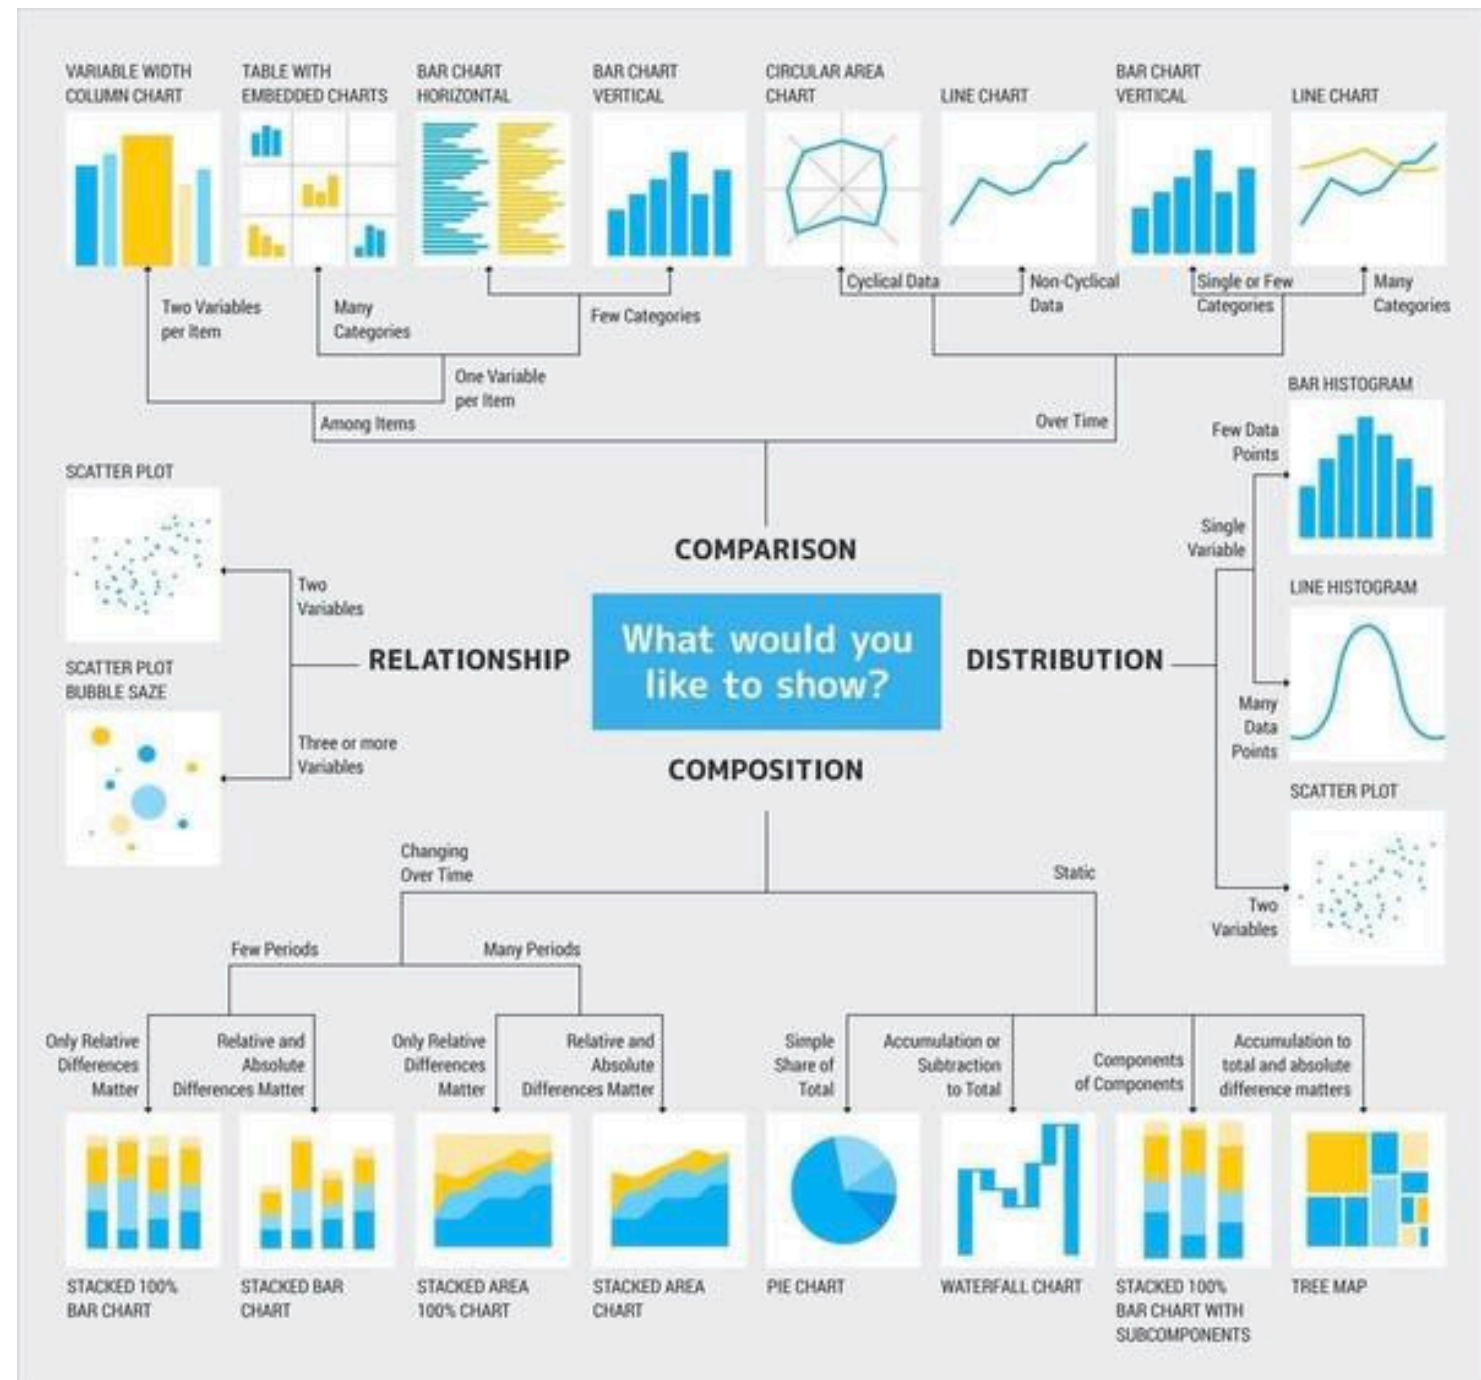 VARIABLE WIDTH
COLUMN CHART
TABLE WITH
EMBEDDED CHARTS
BAR CHART
HORIZONTAL
BAR CHART
VERTICAL
CIRCULAR AREA
CHART
LINE CHART
BAR CHART
VERTICAL
LINE CHART
Two Variables
per Item
Many
Categories
Few Categories
Cyclical Data
Non-Cyclical
Data
Single or Few
Categories
Many
Categories
One Variable
per Item
Among Items
Over Time
BAR HISTOGRAM
Few Data
Points
SCATTER PLOT
Single
Variable
COMPARISON
Two
Variables
LINE HISTOGRAM
RELATIONSHIP
What would you
like to show?
DISTRIBUTION
SCATTER PLOT
BUBBLE SAZE
Many
Data
Points
Three or more
Variables
COMPOSITION
SCATTER PLOT
Changing
Over Time
Static
Two
Variables
Few Periods
Many Periods
Only Relative
Differences
Matter
Relative and
Absolute
Differences Matter
Only Relative
Differences
Matter
Relative and
Absolute
Differences Matter
Simple
Share of
Total
Accumulation or
Subtraction
to Total
Components
of Components
Accumulation to
total and absolute
difference matters
STACKED 100%
BAR CHART
STACKED BAR
CHART
STACKED AREA
100% CHART
STACKED AREA
CHART
PIE CHART
WATERFALL CHART
STACKED 100%
BAR CHART WITH
SUBCOMPONENTS
TREE MAP